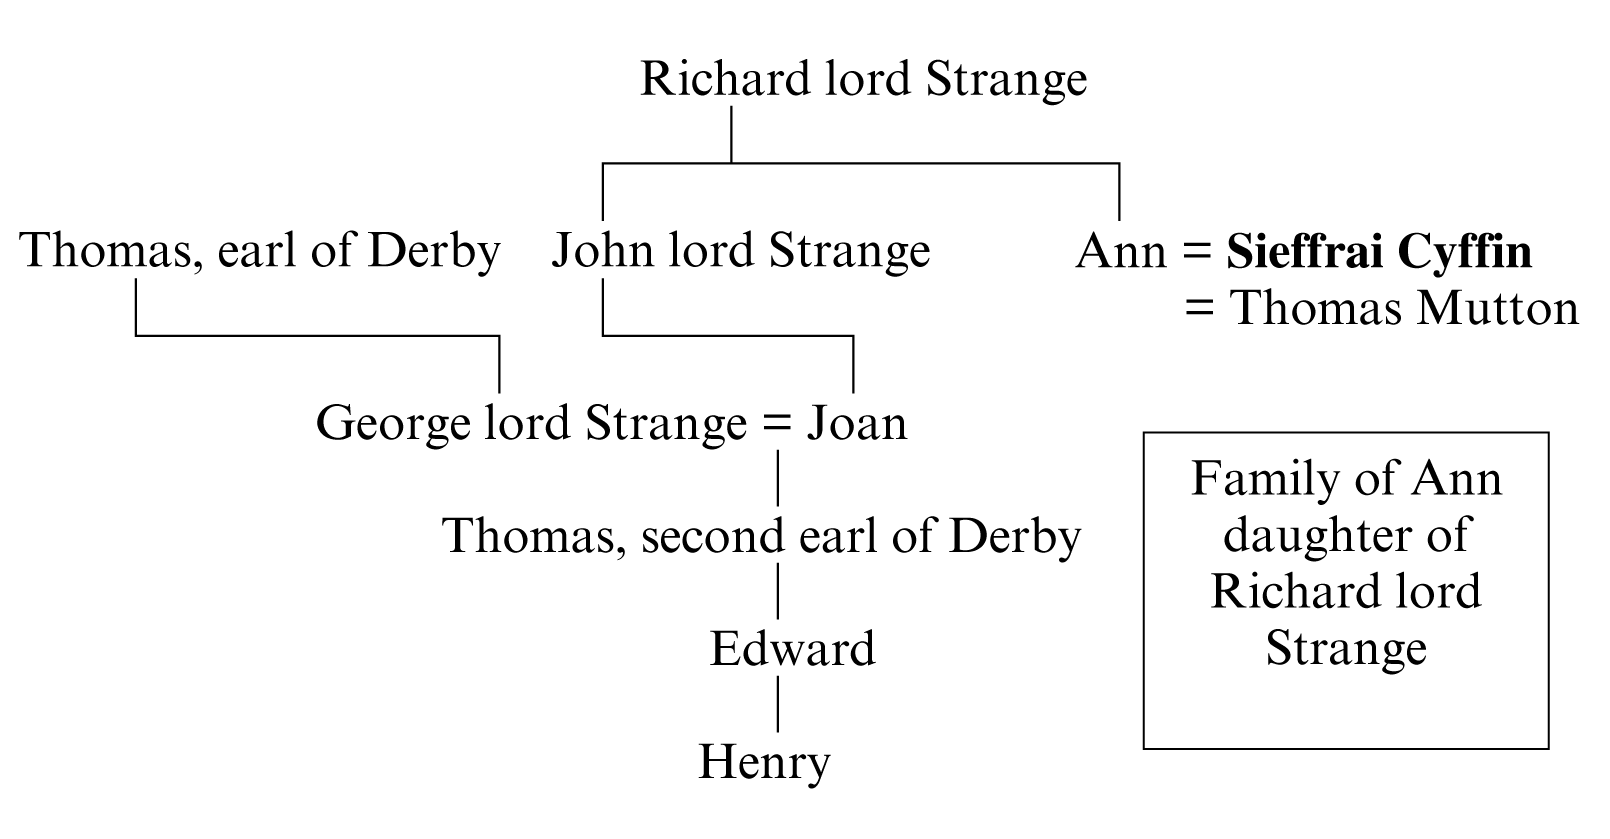 Richard lord Strange
Thomas, earl of Derby John lord Strange Ann = Sieffrai Cyffin
= Thomas Mutton
George lord Strange = Joan
Thomas, second earl of Derby
Edward
Henry
Family of Ann
daughter of
Richard lord
Strange